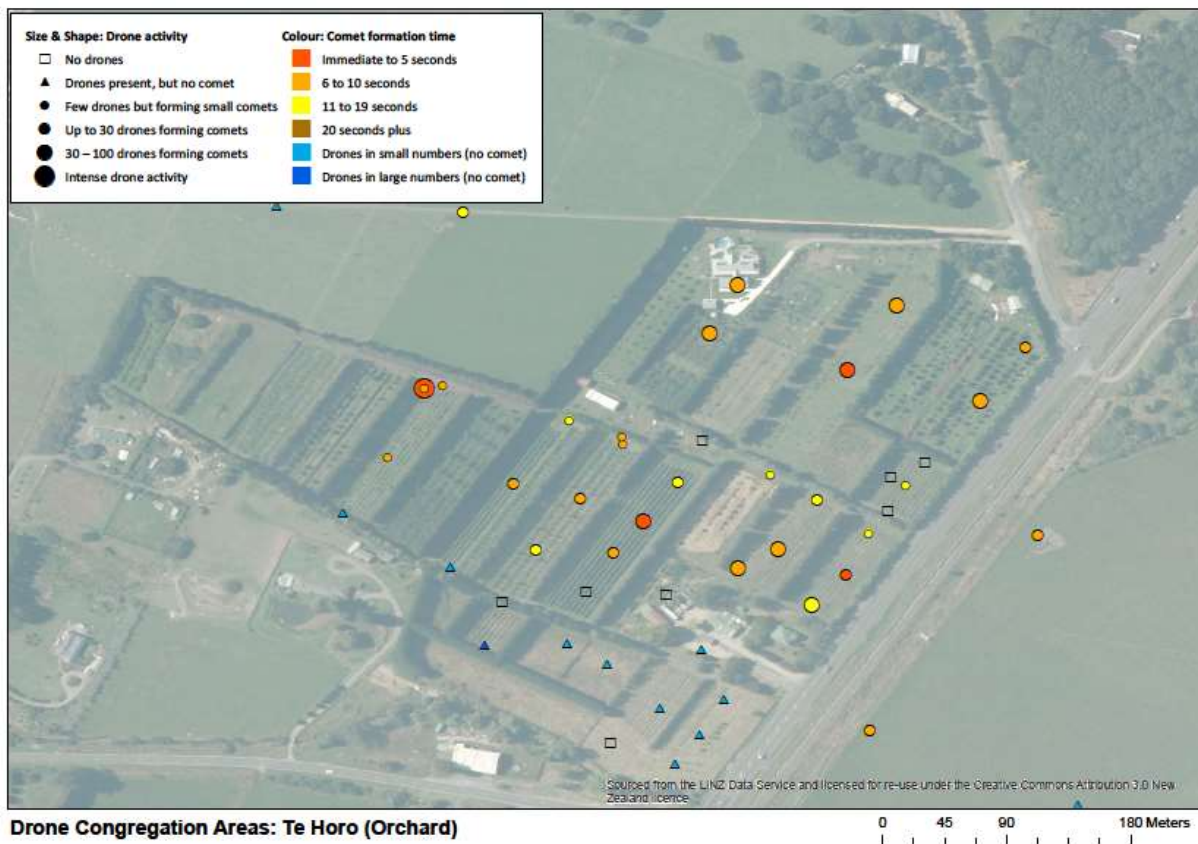 Size & Shape: Drone activity
No drones
Drones present, but no comet
Few drones but forming small comets
Up to 30 drones forming comets
30 – 100 drones forming comets
Intense drone activity
Colour: Comet formation time
Immediate to 5 seconds
6 to 10 seconds
11 to 19 seconds
20 seconds plus
Drones in small numbers (no comet)
Drones in large numbers (no comet)
Sourced from the LINZ Data Service and licensed for re-use under the Creative Commons Attribution 3.0 New
Zealand licence
Drone Congregation Areas: Te Horo (Orchard)
0 45 90 180 Meters